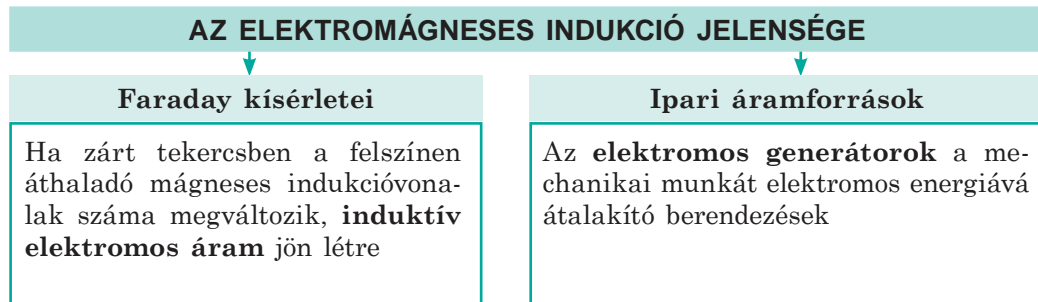 AZ ELEKTROMÁGNESES INDUKCIÓ JELENSÉGE
Faraday kísérletei
Ha zárt tekercsben a felszínen
áthaladó mágneses indukcióvona-
lak száma megváltozik, induktív
elektromos áram jön létre
Ipari áramforrások
Az elektromos generátorok a me-
chanikai munkát elektromos energiává
átalakító berendezések